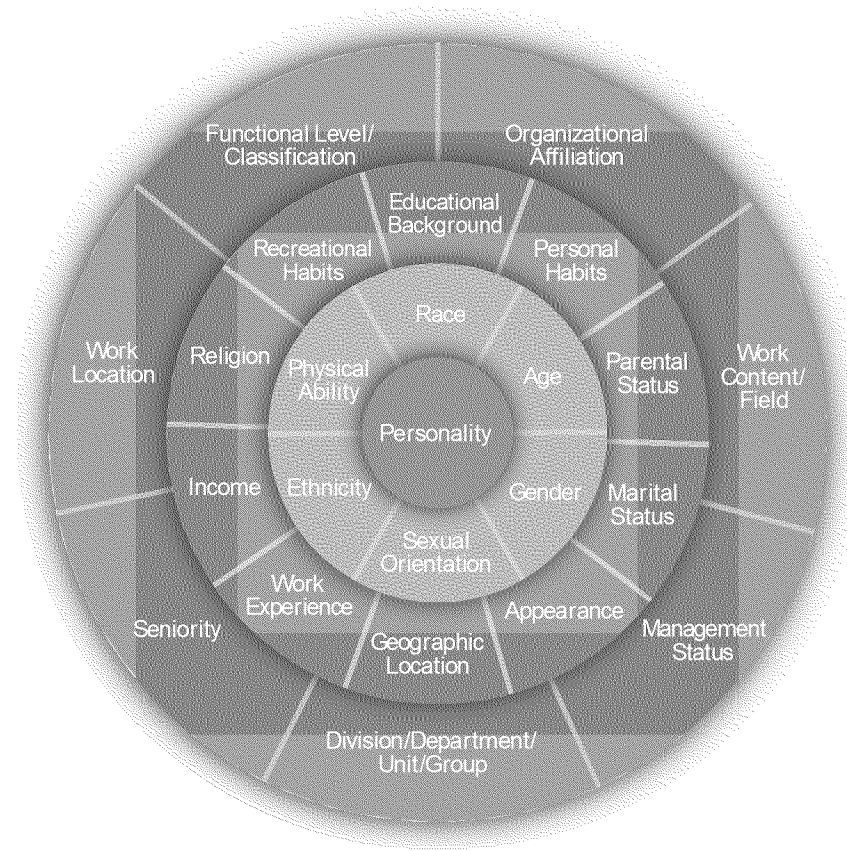 Functional Level/
Classification
Organizational
Affiliation
Educational
Background
Recreational
Habits
Personal
Habits
Race
Work
Location
Religion
Physical
Ability
Age
Parental
Status
Work
Content/
Field
Personality
Income
Ethnicity
Gender
Marital
Status
Sexual
Orientation
Work
Experience
Appearance
Seniority
Geographic
Location
Management
Status
Division/Department/
Unit/Group